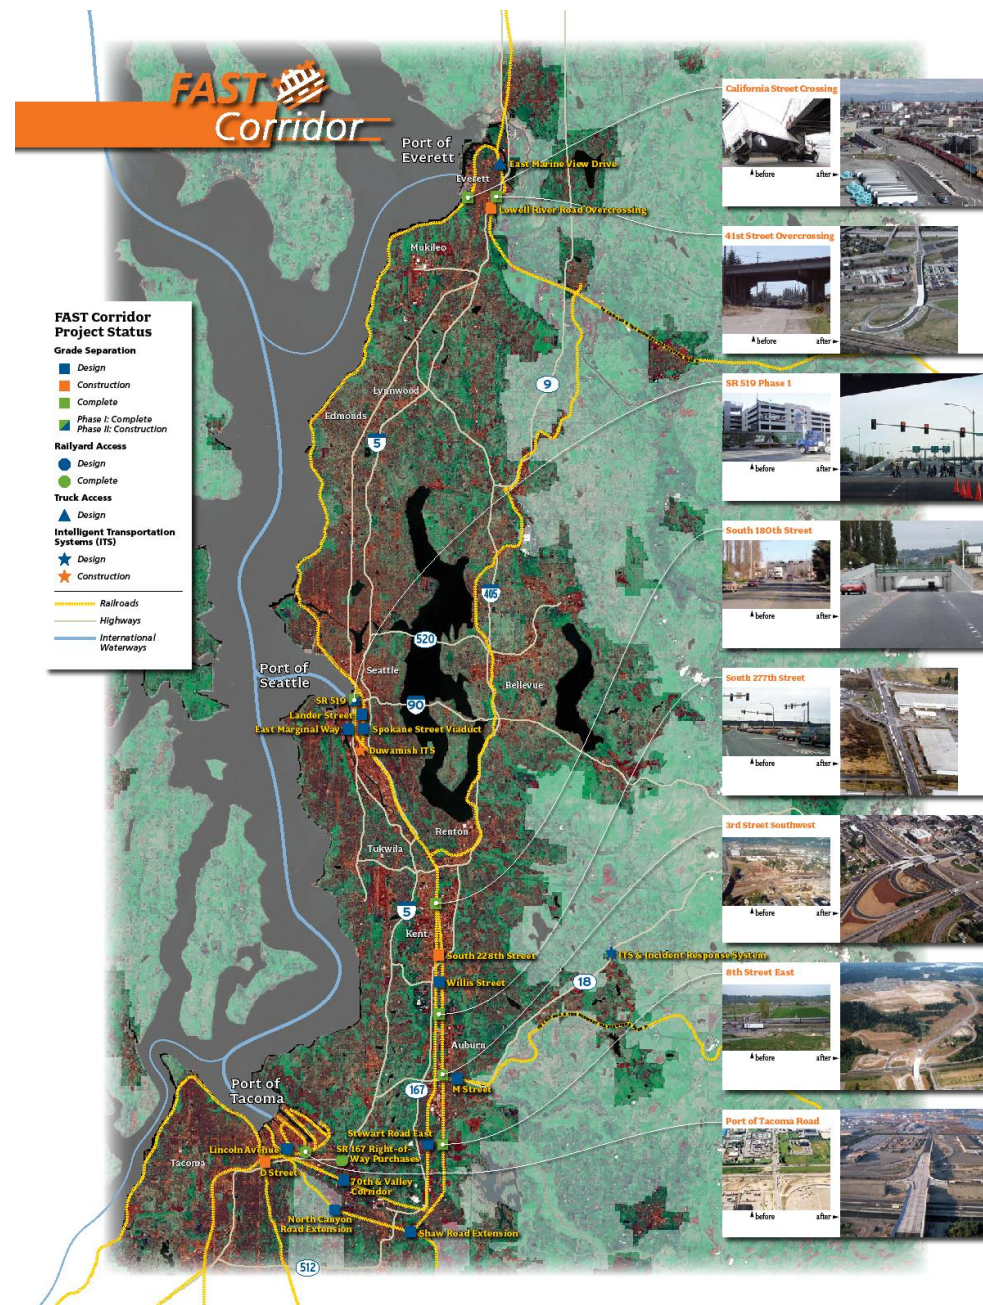 FAST
Corridor
Port of
Everett
East Marine View Drive
Everett
Lowell River Road Overcrossing
Mukileo
9
Lynnwood
Edmonds
5
405
520
Port of
Seattle
Seattle
Bellevue
SR 519
90
Lander Street
East Marginal Way
Spokane Street Viaduct
Duwamish ITS
Renton
Tukwila
5
Kent
South 228th Street
ITS & Incident Response System
Willis Street
18
Auburn
Port of
Tacoma
167
M Street
Stewart Road East
Lincoln Avenue
SR 167 Right-of-
Way Purchases
Tacoma
D Street
70th & Valley
Corridor
North Canyon
Road Extension
Shaw Road Extension
512
FAST Corridor
Project Status
Grade Separation
Design
Construction
Complete
Phase I: Complete
Phase II: Construction
Railyard Access
Design
Complete
Truck Access
Design
Intelligent Transportation
Systems (ITS)
Design
Construction
Railroads
Highways
International
Waterways
California Street Crossing
before after
41st Street Overcrossing
before after
SR 519 Phase 1
before after
South 180th Street
before after
South 277th Street
before after
3rd Street Southwest
before after
8th Street East
before after
Port of Tacoma Road
before after